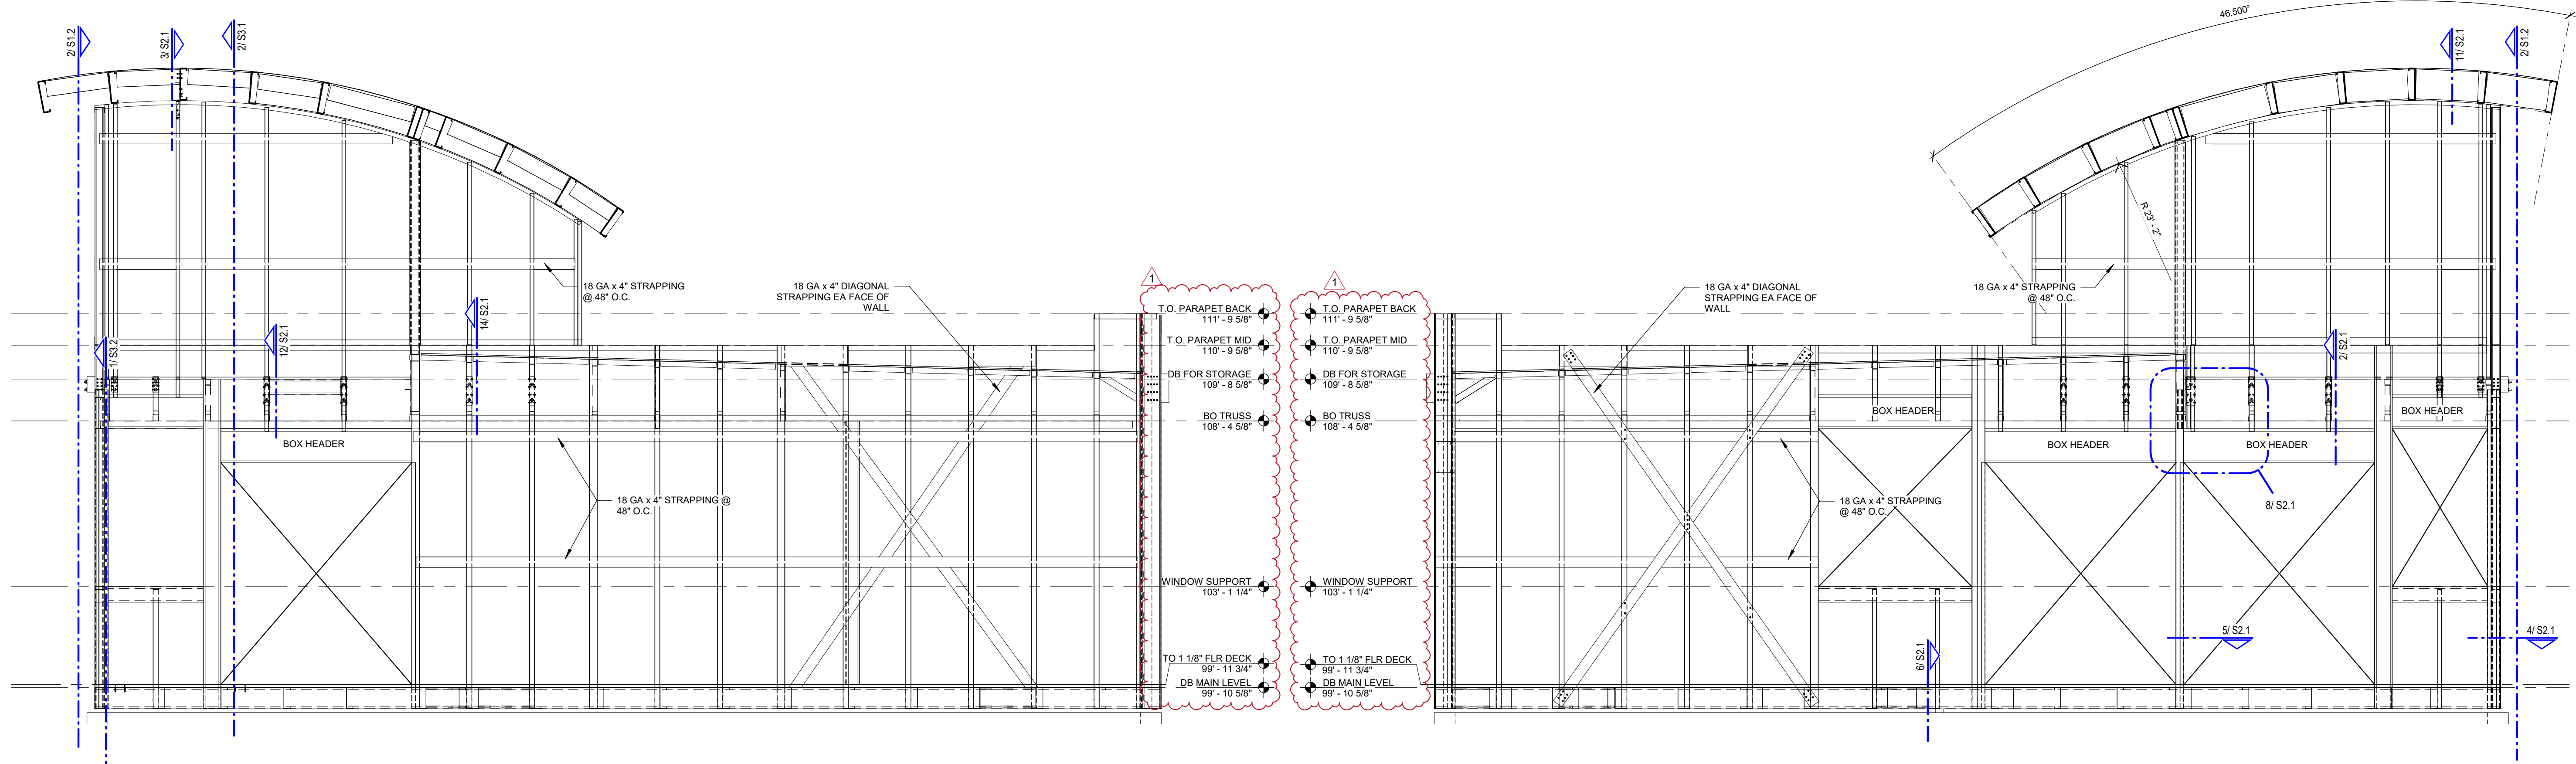 2/ S1.2
3/ S2.1
2/ S3.1
46.500°
11/ S2.1
2/ S1.2
R 23' - 2"
18 GA x 4" STRAPPING
@ 48" O.C.
18 GA x 4" DIAGONAL
STRAPPING EA FACE OF
WALL
1
1
18 GA x 4" DIAGONAL
STRAPPING EA FACE OF
WALL
18 GA x 4" STRAPPING
@ 48" O.C.
1/ S3.2
12/ S2.1
14/ S2.1
2/ S2.1
T.O. PARAPET BACK
111' - 9 5/8"
T.O. PARAPET MID
110' - 9 5/8"
DB FOR STORAGE
109' - 8 5/8"
BO TRUSS
108' - 4 5/8"
WINDOW SUPPORT
103' - 1 1/4"
TO 1 1/8" FLR DECK
99' - 11 3/4"
DB MAIN LEVEL
99' - 10 5/8"
T.O. PARAPET BACK
111' - 9 5/8"
T.O. PARAPET MID
110' - 9 5/8"
DB FOR STORAGE
109' - 8 5/8"
BO TRUSS
108' - 4 5/8"
WINDOW SUPPORT
103' - 1 1/4"
TO 1 1/8" FLR DECK
99' - 11 3/4"
DB MAIN LEVEL
99' - 10 5/8"
BOX HEADER
18 GA x 4" STRAPPING @
48" O.C.
BOX HEADER
BOX HEADER
BOX HEADER
BOX HEADER
18 GA x 4" STRAPPING
@ 48" O.C.
8/ S2.1
6/ S2.1
5/ S2.1
4/ S2.1